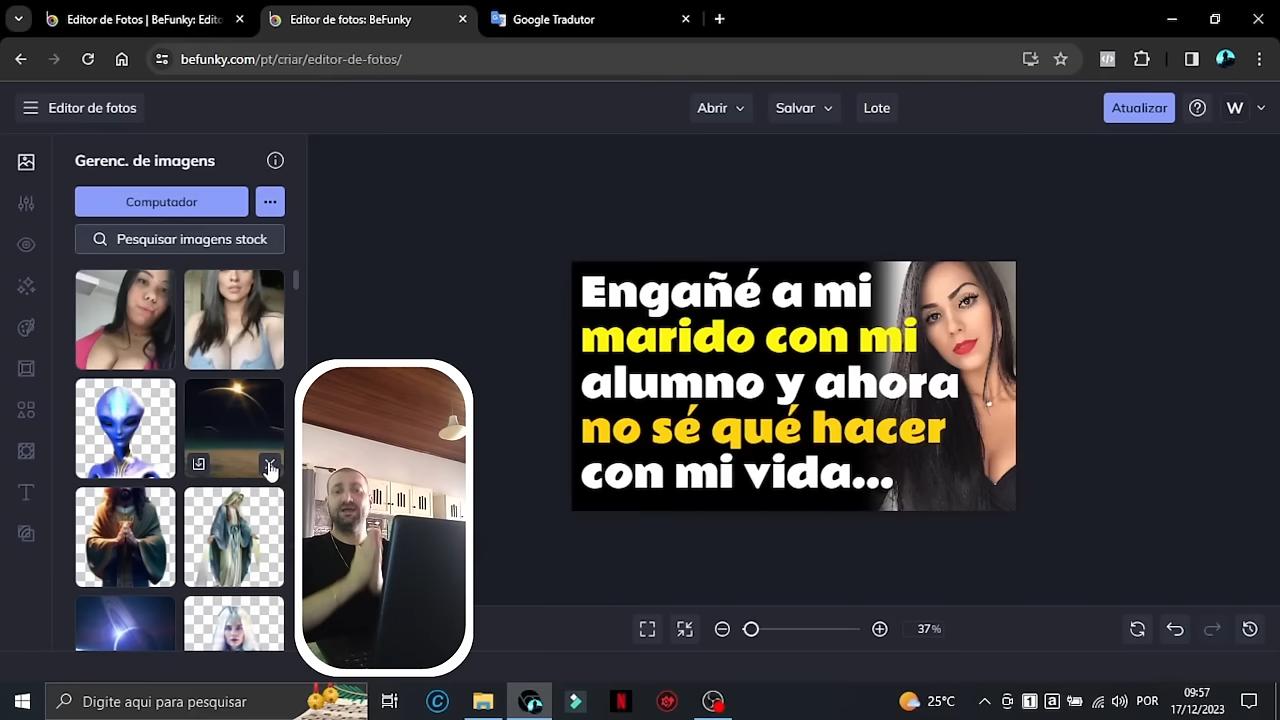 Editor de Fotos | BeFunky: Edito
Editor de fotos: BeFunky
Google Tradutor
befunky.com/pt/criar/editor-de-fotos/
Editor de fotos
Abrir
Salvar
Lote
Atualizar
W
Gerenc. de imagens
Computador
Pesquisar imagens stock
Engañé a mi
marido con mi
alumno y ahora
no sé qué hacer
con mi vida...
37%
Digite aqui para pesquisar
25°C
POR
09:57
17/12/2023